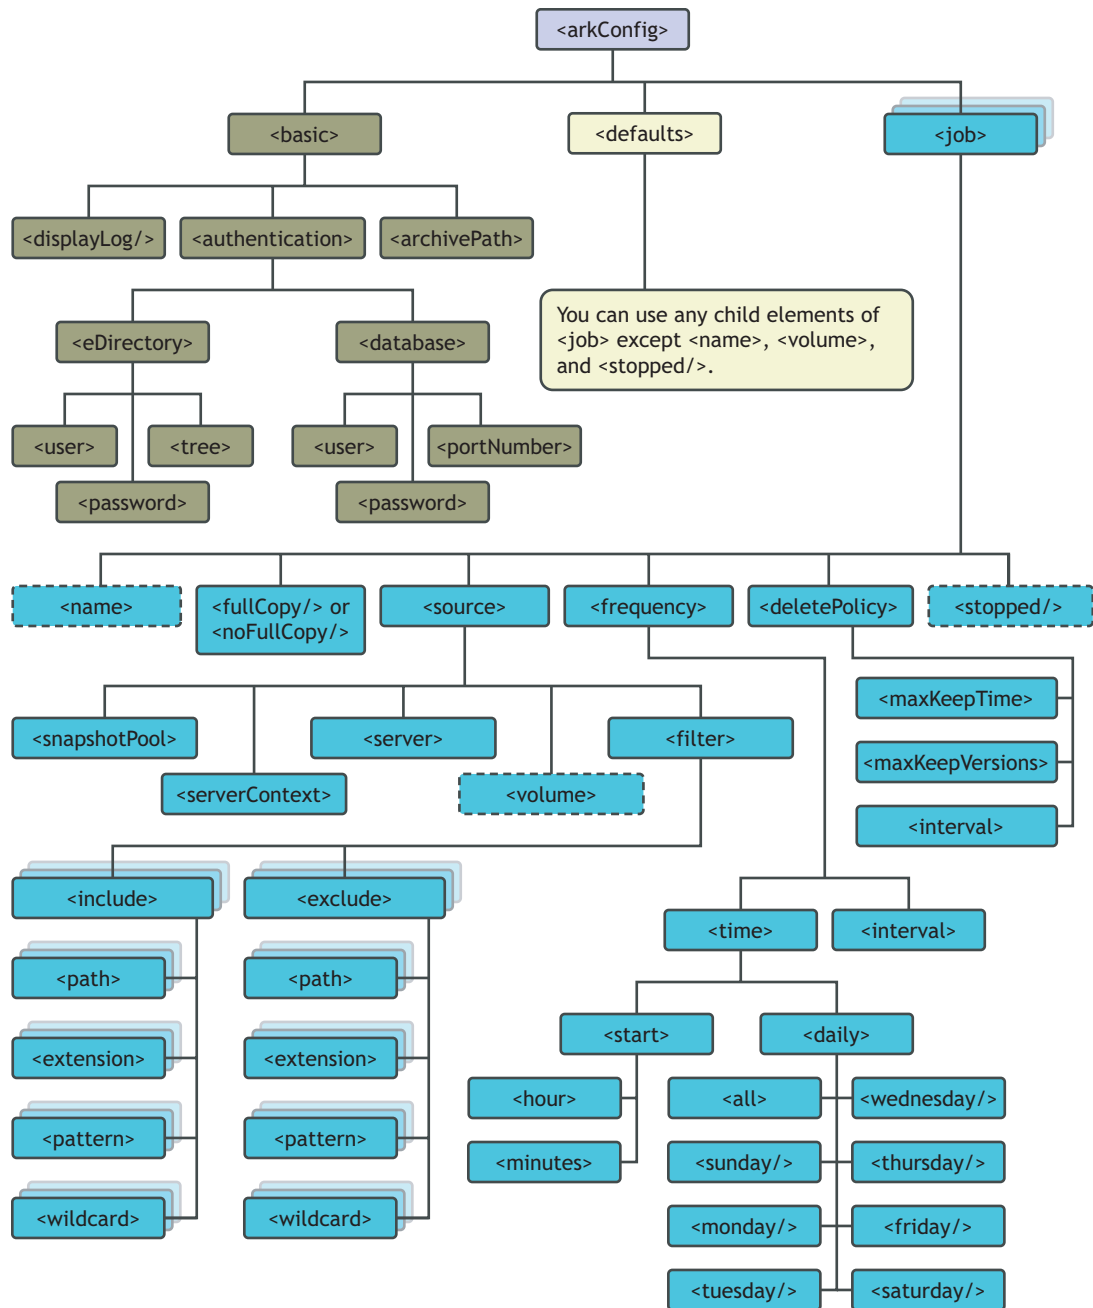 <arkConfig>
<basic>
<defaults>
<job>
<displayLog/>
<authentication>
<archivePath>
<eDirectory>
<database>
You can use any child elements of
<job> except <name>, <volume>,
and <stopped/>.
<user>
<tree>
<user>
<portNumber>
<password>
<password>
<name>
<fullCopy/> or
<noFullCopy/>
<source>
<frequency>
<deletePolicy>
<stopped/>
<snapshotPool>
<serverContext>
<server>
<volume>
<filter>
<maxKeepTime>
<maxKeepVersions>
<interval>
<include>
<exclude>
<path>
<path>
<extension>
<extension>
<pattern>
<pattern>
<wildcard>
<wildcard>
<time>
<interval>
<start>
<daily>
<hour>
<minutes>
<all>
<wednesday/>
<sunday/>
<thursday/>
<monday/>
<friday/>
<tuesday/>
<saturday/>